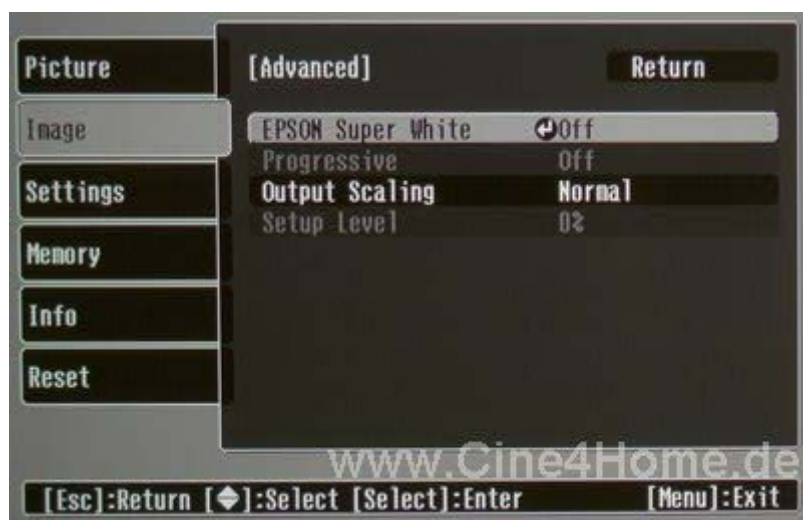 Picture
Image
Settings
Memory
Info
Reset
[Advanced] Return
EPSON Super White Off
Progressive Off
Output Scaling Normal
Setup Level 0%
www.Cine4Home.de
[Esc]:Return []:Select [Select]:Enter [Menu]:Exit